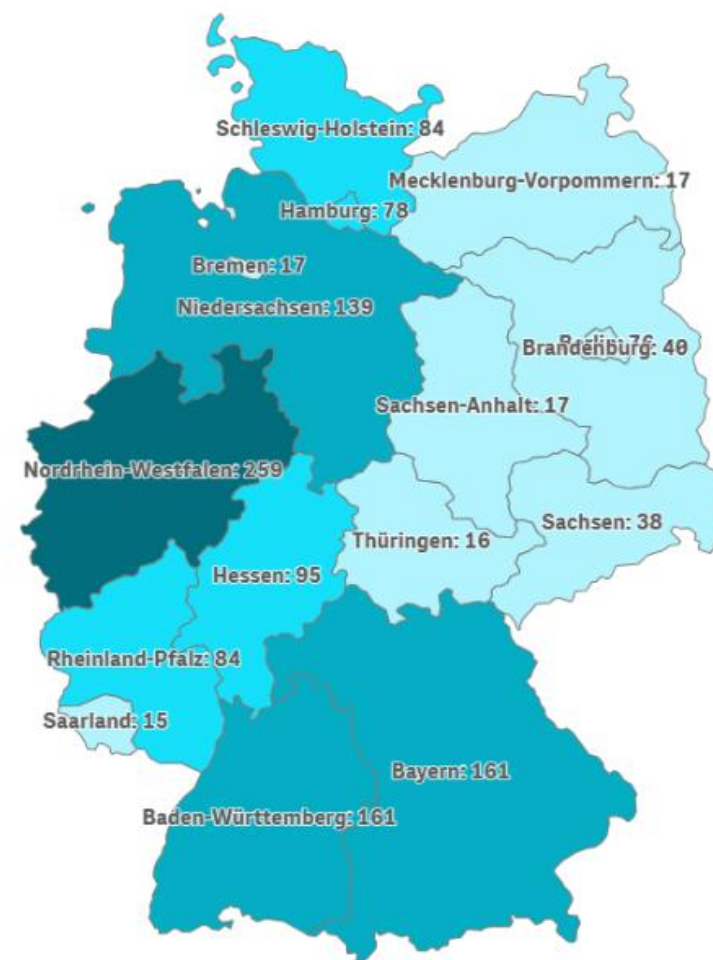 Schleswig-Holstein: 84
Mecklenburg-Vorpommern: 17
Hamburg: 78
Bremen: 17
Niedersachsen: 139
Brandenburg: 40
Sachsen-Anhalt: 17
Nordrhein-Westfalen: 259
Sachsen: 38
Thüringen: 16
Hessen: 95
Rheinland-Pfalz: 84
Saarland: 15
Bayern: 161
Baden-Württemberg: 161